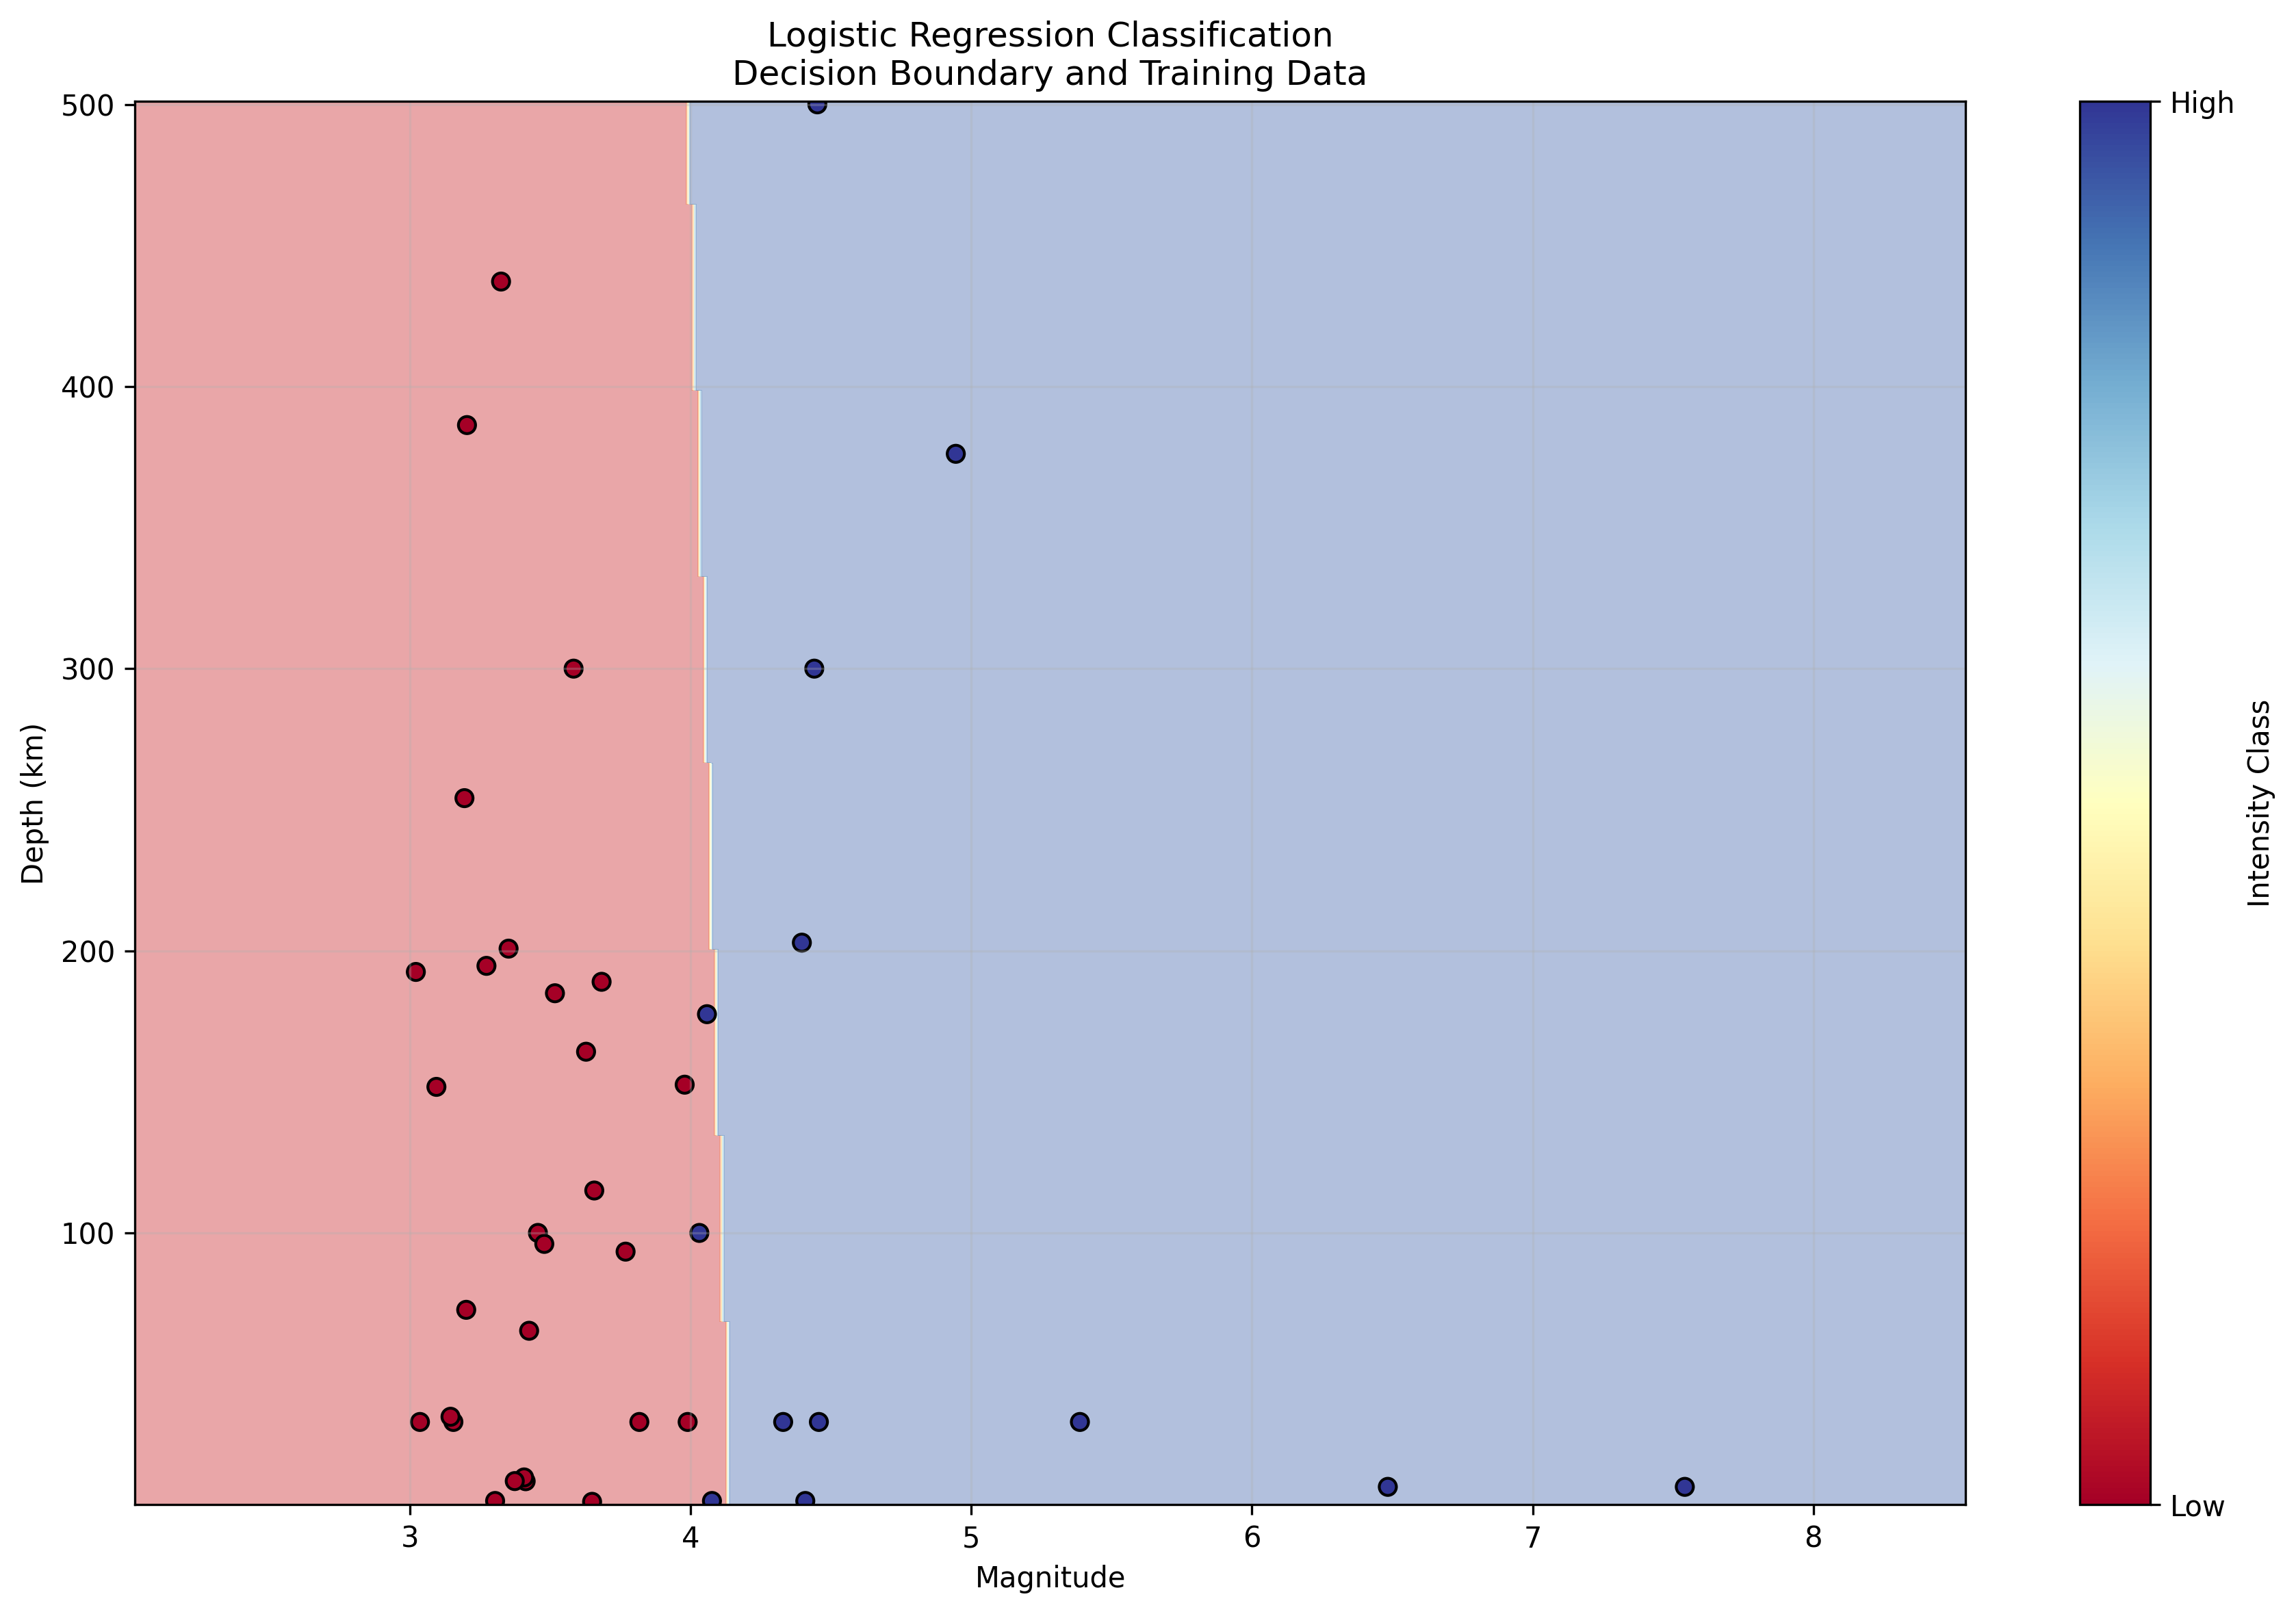 Logistic Regression Classification
Decision Boundary and Training Data
500
400
300
200
100
Depth (km)
3
4
5
6
7
8
Magnitude
High
Low
Intensity Class